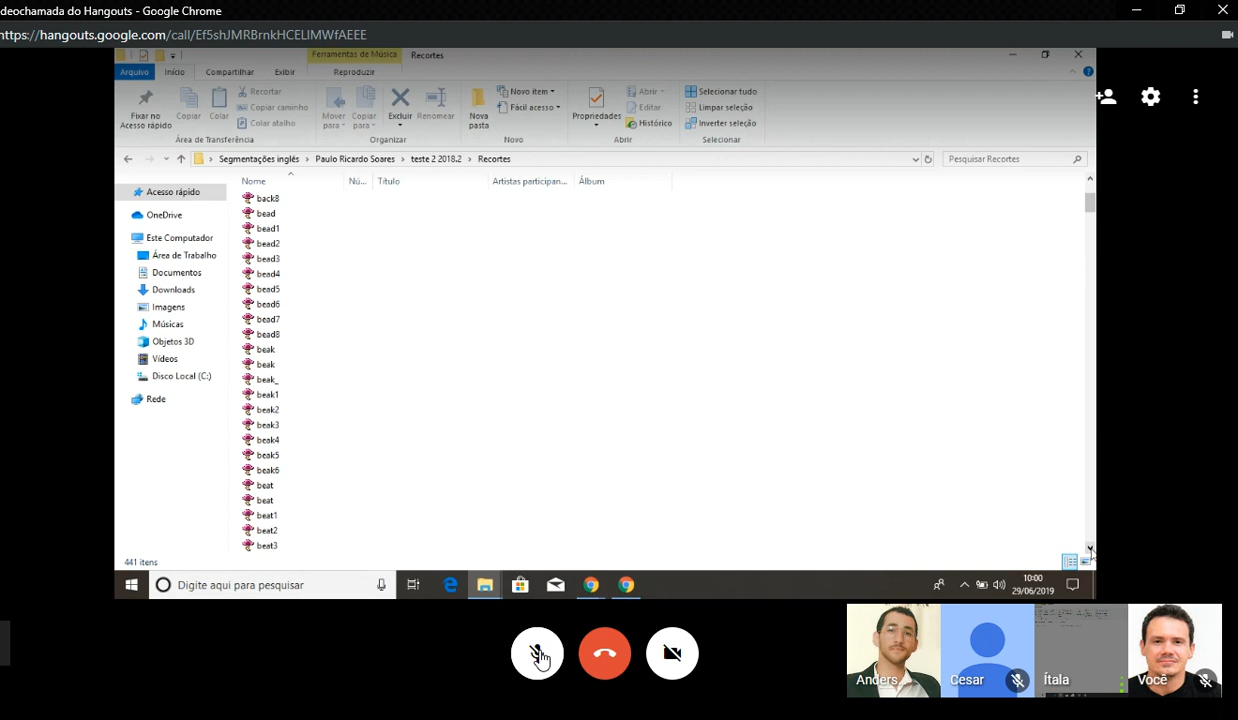 deochamada do Hangouts - Google Chrome
https://hangouts.google.com/call/Ef5shJMRBrnkHCELIMWfAEEE
Ferramentas de Música Recortes
Arquivo Início Compartilhar Exibir Reproduzir
Fixar no Acesso rápido
Copiar
Colar
Recortar
Copiar caminho
Colar atalho
Área de Transferência
Mover para
Copiar para
Excluir
Renomear
Organizar
Nova pasta
Novo item
Fácil acesso
Novo
Propriedades
Abrir
Editar
Histórico
Abrir
Selecionar tudo
Limpar seleção
Inverter seleção
Selecionar
Segmentações inglês › Paulo Ricardo Soares › teste 2 2018.2 › Recortes
Pesquisar Recortes
Nome Nú... Título Artistas participan... Álbum
Acesso rápido
OneDrive
Este Computador
Área de Trabalho
Documentos
Downloads
Imagens
Músicas
Objetos 3D
Vídeos
Disco Local (C:)
Rede
back8
bead
bead1
bead2
bead3
bead4
bead5
bead6
bead7
bead8
beak
beak
beak_
beak1
beak2
beak3
beak4
beak5
beak6
beat
beat
beat1
beat2
beat3
441 itens
Digite aqui para pesquisar
10:00
29/06/2019
Anders...
Cesar
Ítala
Você